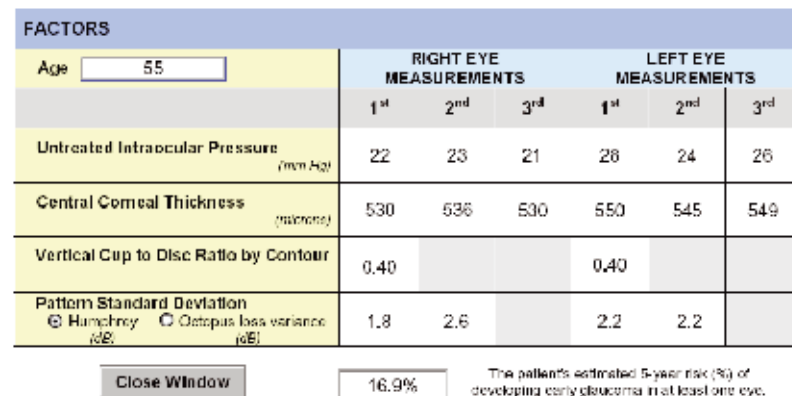 FACTORS
Age 55
RIGHT EYE MEASUREMENTS
LEFT EYE MEASUREMENTS
1st 2nd 3rd 1st 2nd 3rd
Untreated Intraocular Pressure (mm Hg) 22 23 21 28 24 26
Central Corneal Thickness (microns) 530 536 530 550 545 549
Vertical Cup to Disc Ratio by Contour 0.40 0.40
Pattern Standard Deviation
Humphrey (dB) Octopus loss variance (dB) 1.8 2.6 2.2 2.2
Close Window
16.9%
The patient's estimated 5-year risk (%) of
developing early glaucoma in at least one eye.